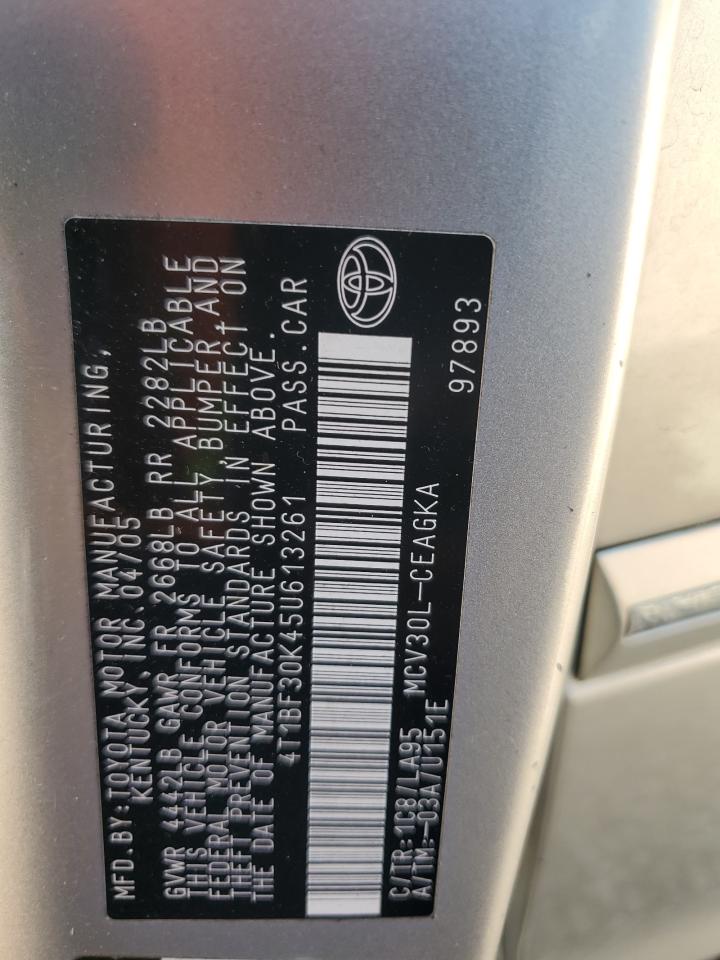 MFD.BY:TOYOTA MOTOR MANUFACTURING,
KENTUCKY, INC.04/05
GVWR 4442LB GAWR FR 2668LB RR 2282LB
THIS VEHICLE CONFORMS TO ALL APPLICABLE
FEDERAL MOTOR VEHICLE SAFETY, BUMPER, AND
THEFT PREVENTION STANDARDS IN EFFECT ON
THE DATE OF MANUFACTURE SHOWN ABOVE.
4T1BF30K45U613261 PASS.CAR
C/TR:1C8/LA95 MCV30L-CEAGKA
A/TM:-03A/U151E
97893